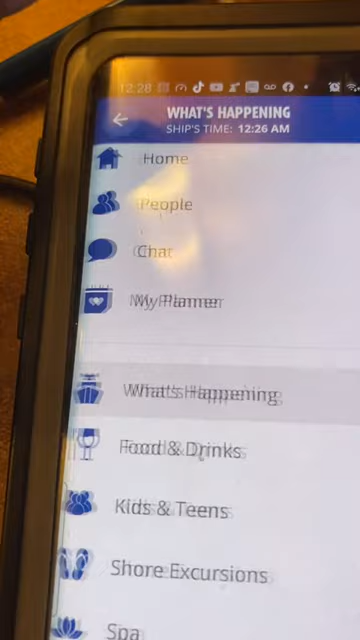 12:28
WHAT'S HAPPENING
SHIP'S TIME: 12:26 AM
Home
People
Chat
My Planner
What's Happening
Food & Drinks
Kids & Teens
Shore Excursions
Spa